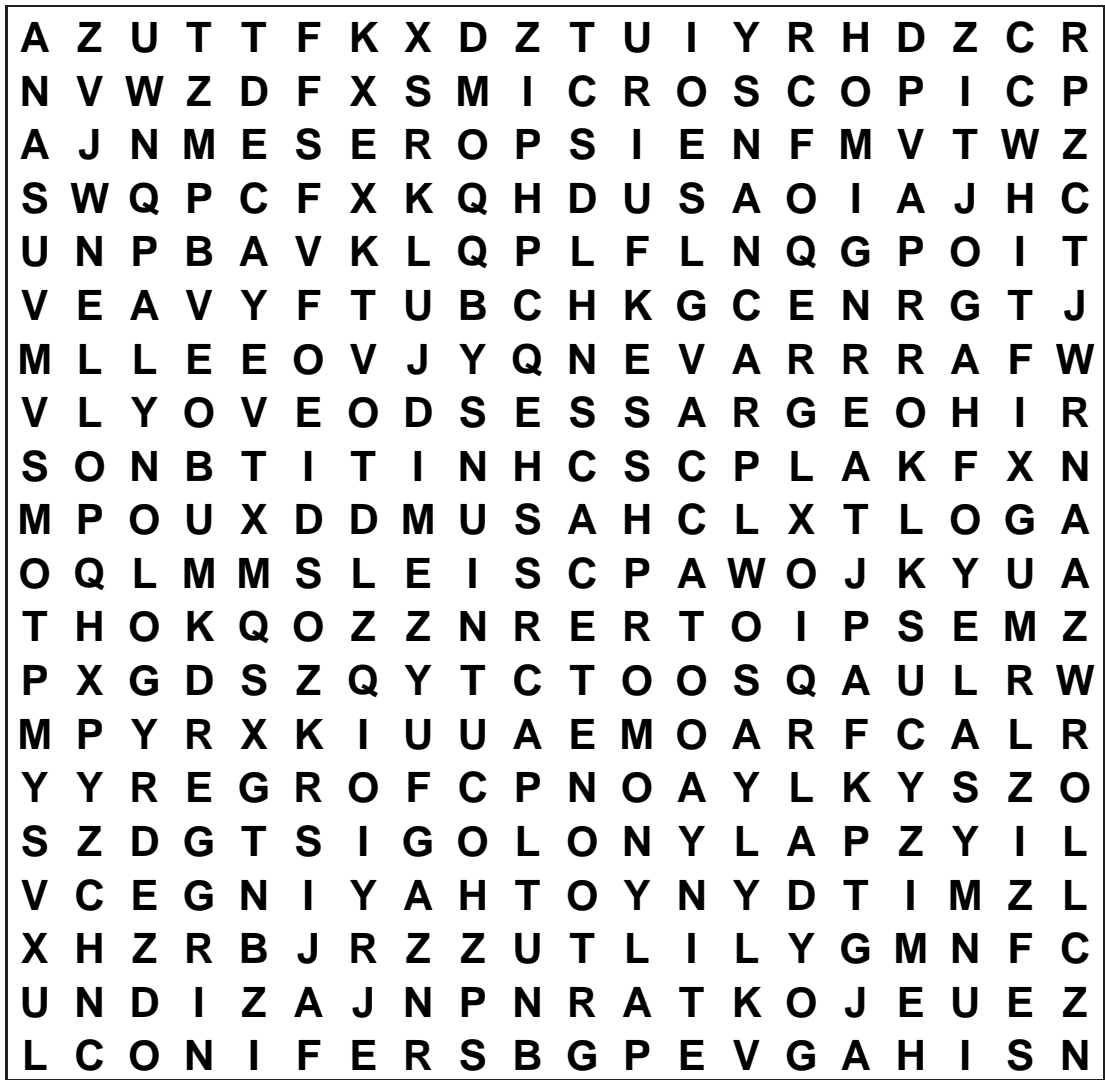 A Z U T T F K X D Z T U I Y R H D Z C R
N V W Z D F X S M I C R O S C O P I C P
A J N M E S E R O P S I E N F M V T W Z
S W Q P C F X K Q H D U S A O I A J H C
U N P B A V K L Q P L F L N Q G P O I T
V E A V Y F T U B C H K G C E N R G T J
M L L E E O V J Y Q N E V A R R R A F W
V L Y O V E O D S E S S A R G E O H I R
S O N B T I T I N H C S C P L A K F X N
M P O U X D D M U S A H C L X T L O G A
O Q L M M S L E I S C P A W O J K Y U A
T H O K Q O Z Z N R E R T O I P S E M Z
P X G D S Z Q Y T C T O O S Q A U L R W
M P Y R X K I U U A E M O A R F C A L R
Y Y R E G R O F C P N O A Y L K Y S Z O
S Z D G T S I G O L O N Y L A P Z Y I L
V C E G N I Y A H T O Y N Y D T I M Z L
X H Z R B J R Z Z U T L I L Y G M N F C
U N D I Z A J N P N R A T K O J E U E Z
L C O N I F E R S B G P E V G A H I S N